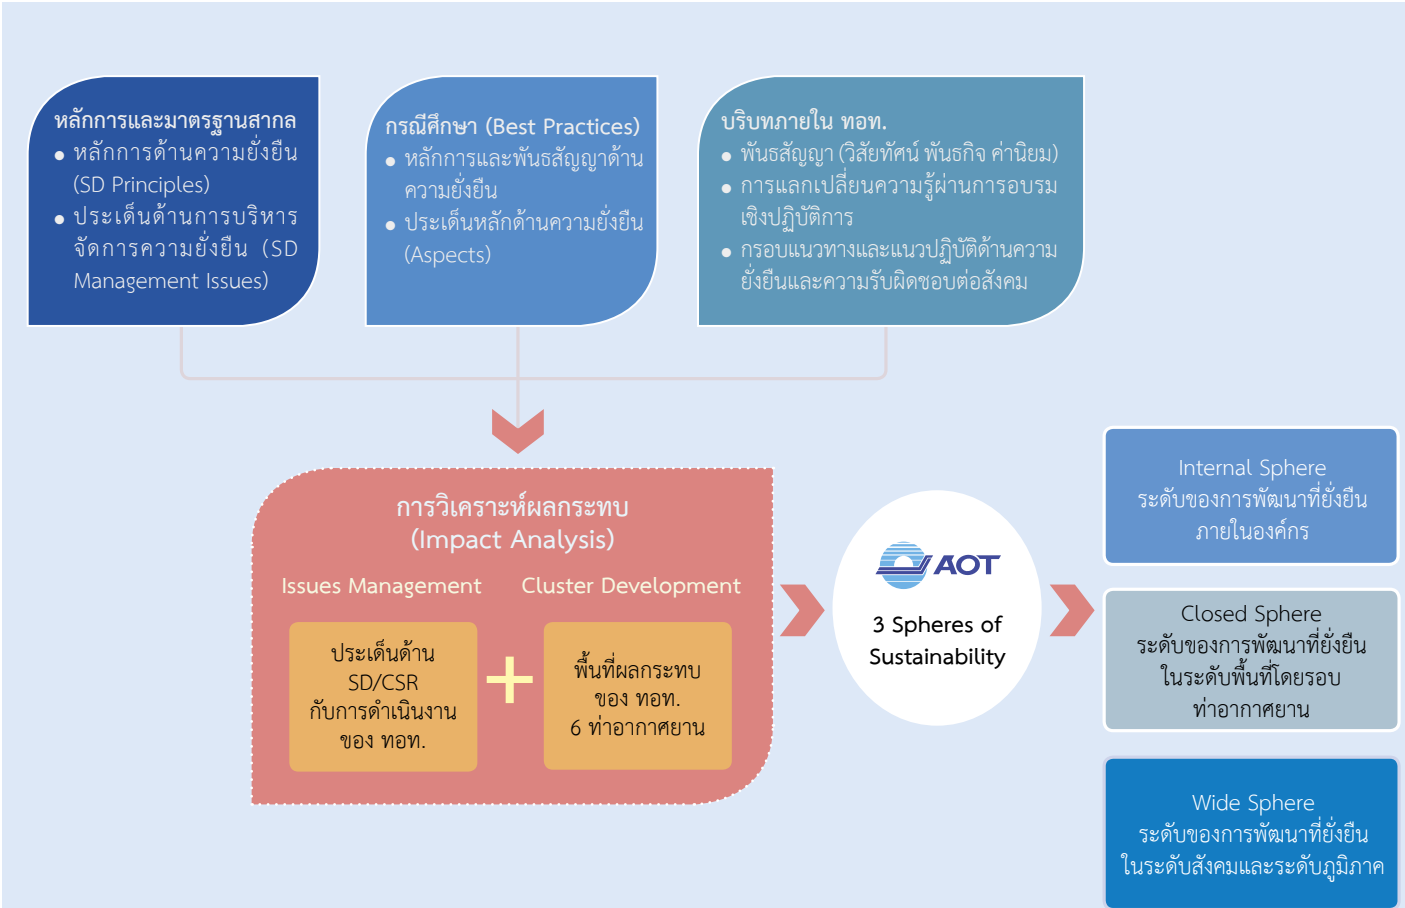 หลักการและมาตรฐานสากล
● หลักการด้านความยั่งยืน
(SD Principles)
● ประเด็นด้านการบริหาร
จัดการความยั่งยืน (SD
Management Issues)
กรณีศึกษา (Best Practices)
● หลักการและพันธสัญญาด้าน
ความยั่งยืน
● ประเด็นหลักด้านความยั่งยืน
(Aspects)
บริบทภายใน ทอท.
● พันธสัญญา (วิสัยทัศน์ พันธกิจ ค่านิยม)
● การแลกเปลี่ยนความรู้ผ่านการอบรม
เชิงปฏิบัติการ
● กรอบแนวทางและแนวปฏิบัติด้านความ
ยั่งยืนและความรับผิดชอบต่อสังคม
การวิเคราะห์ผลกระทบ
(Impact Analysis)
Issues Management
ประเด็นด้าน
SD/CSR
กับการดำเนินงาน
ของ ทอท.
+
Cluster Development
พื้นที่ผลกระทบ
ของ ทอท.
6 ท่าอากาศยาน
AOT
3 Spheres of
Sustainability
Internal Sphere
ระดับของการพัฒนาที่ยั่งยืน
ภายในองค์กร
Closed Sphere
ระดับของการพัฒนาที่ยั่งยืน
ในระดับพื้นที่โดยรอบ
ท่าอากาศยาน
Wide Sphere
ระดับของการพัฒนาที่ยั่งยืน
ในระดับสังคมและระดับภูมิภาค